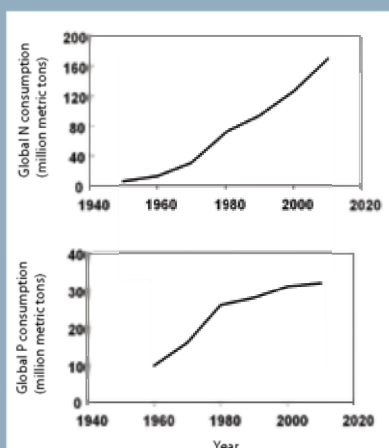 Global N consumption
(million metric tons)
200
160
120
80
40
0
1940 1960 1980 2000 2020
Global P consumption
(million metric tons)
40
30
20
10
0
1940 1960 1980 2000 2020
Year